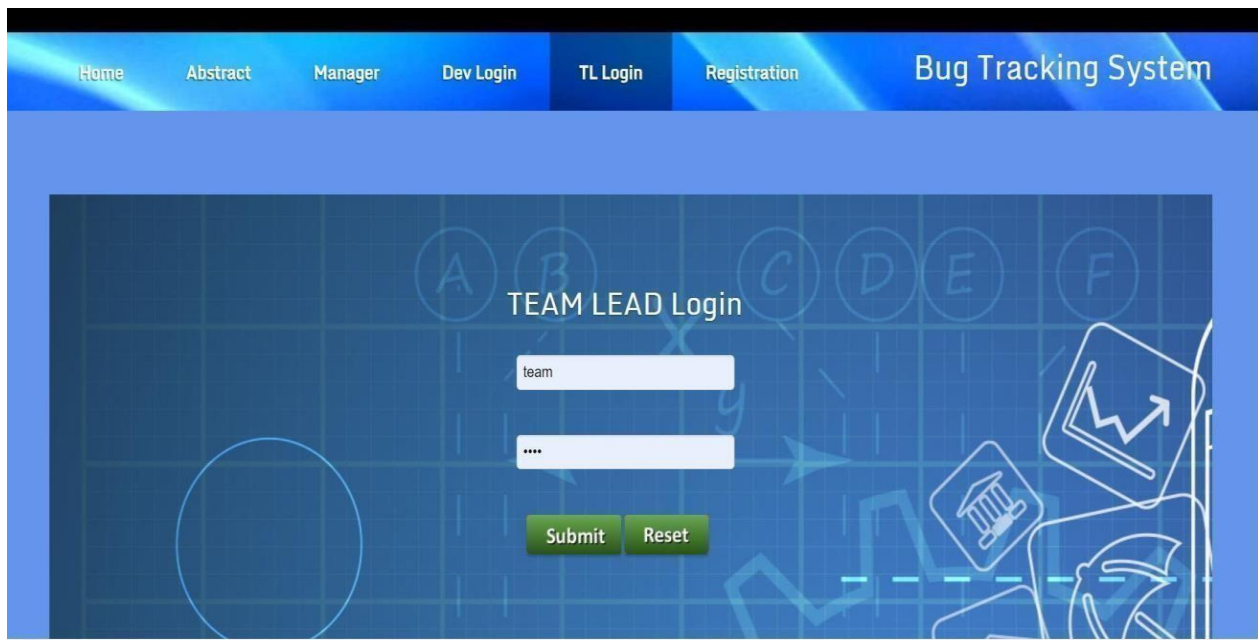 Home Abstract Manager Dev Login TL Login Registration Bug Tracking System
A B C D E F
TEAM LEAD Login
X
team
y
••••
Submit Reset